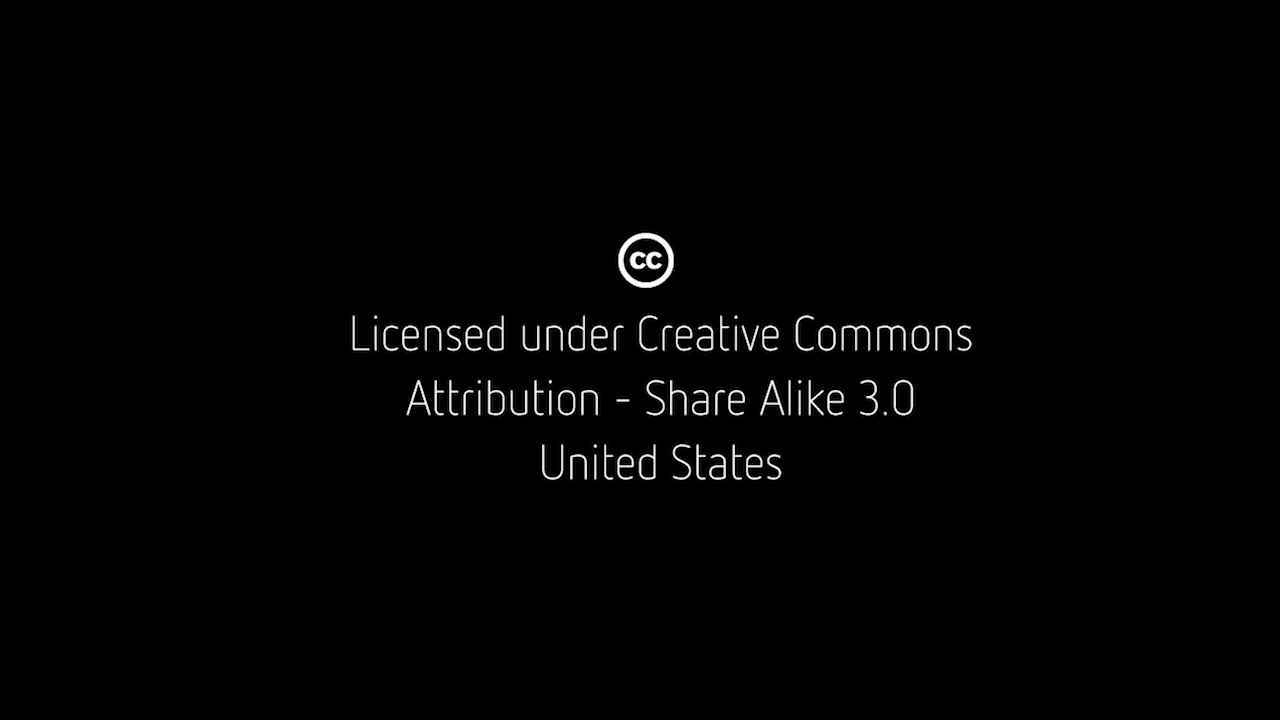 cc
Licensed under Creative Commons
Attribution - Share Alike 3.0
United States